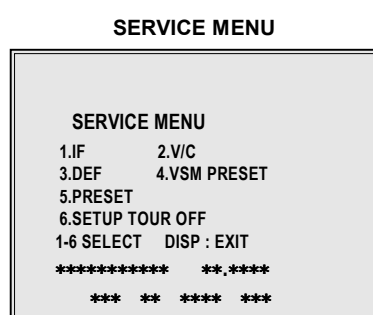 SERVICE MENU
SERVICE MENU
1.IF 2.V/C
3.DEF 4.VSM PRESET
5.PRESET
6.SETUP TOUR OFF
1-6 SELECT DISP : EXIT
*********** **.****
*** ** **** ***